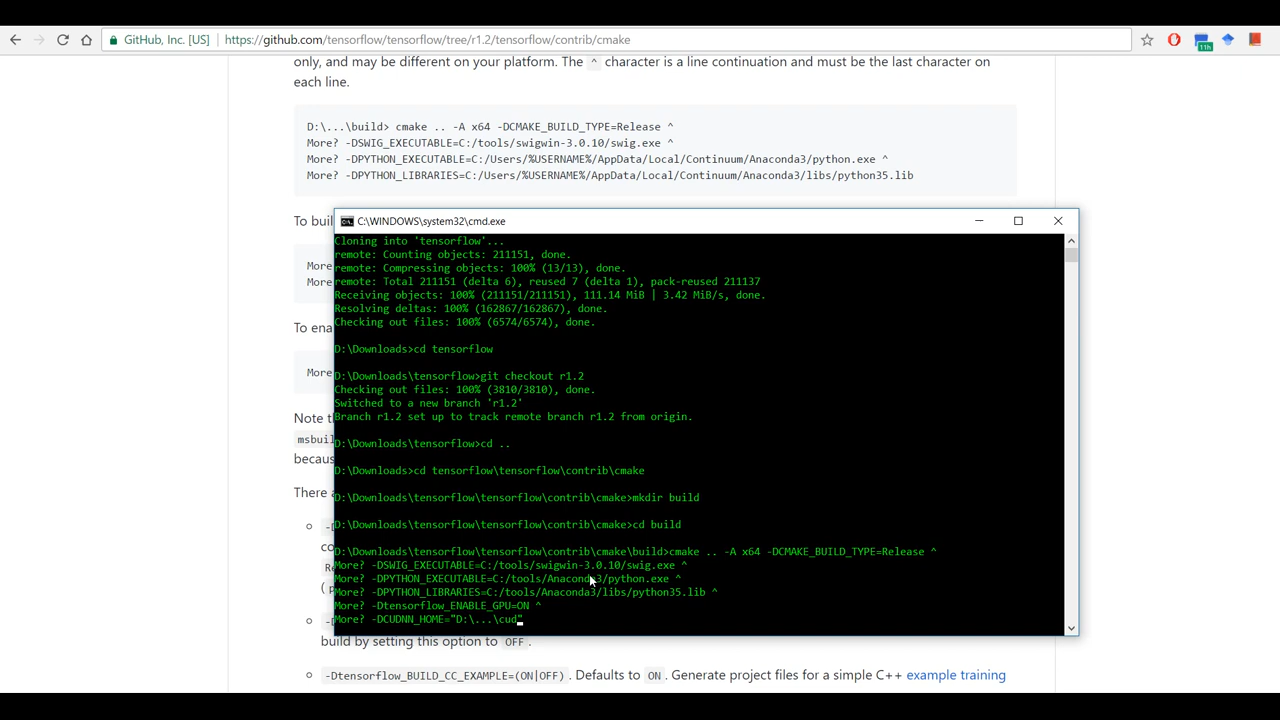 GitHub, Inc. [US] https://github.com/tensorflow/tensorflow/tree/r1.2/tensorflow/contrib/cmake
11h
only, and may be different on your platform. The ^ character is a line continuation and must be the last character on
each line.
D:\...\build> cmake .. -A x64 -DCMAKE_BUILD_TYPE=Release ^
More? -DSWIG_EXECUTABLE=C:/tools/swigwin-3.0.10/swig.exe ^
More? -DPYTHON_EXECUTABLE=C:/Users/%USERNAME%/AppData/Local/Continuum/Anaconda3/python.exe ^
More? -DPYTHON_LIBRARIES=C:/Users/%USERNAME%/AppData/Local/Continuum/Anaconda3/libs/python35.lib
To buil
More
More
To ena
More
Note t
msbuil
becaus
There a
C:\WINDOWS\system32\cmd.exe
Cloning into 'tensorflow'...
remote: Counting objects: 211151, done.
remote: Compressing objects: 100% (13/13), done.
remote: Total 211151 (delta 6), reused 7 (delta 1), pack-reused 211137
Receiving objects: 100% (211151/211151), 111.14 MiB | 3.42 MiB/s, done.
Resolving deltas: 100% (162867/162867), done.
Checking out files: 100% (6574/6574), done.
D:\Downloads>cd tensorflow
D:\Downloads\tensorflow>git checkout r1.2
Checking out files: 100% (3810/3810), done.
Switched to a new branch 'r1.2'
Branch r1.2 set up to track remote branch r1.2 from origin.
D:\Downloads\tensorflow>cd ..
D:\Downloads>cd tensorflow\tensorflow\contrib\cmake
D:\Downloads\tensorflow\tensorflow\contrib\cmake>mkdir build
D:\Downloads\tensorflow\tensorflow\contrib\cmake>cd build
D:\Downloads\tensorflow\tensorflow\contrib\cmake\build>cmake .. -A x64 -DCMAKE_BUILD_TYPE=Release ^
More? -DSWIG_EXECUTABLE=C:/tools/swigwin-3.0.10/swig.exe ^
More? -DPYTHON_EXECUTABLE=C:/tools/Anaconda3/python.exe ^
More? -DPYTHON_LIBRARIES=C:/tools/Anaconda3/libs/python35.lib ^
More? -Dtensorflow_ENABLE_GPU=ON ^
More? -DCUDNN_HOME="D:\...\cud"
build by setting this option to OFF .
-Dtensorflow_BUILD_CC_EXAMPLE=(ON|OFF) . Defaults to ON . Generate project files for a simple C++ example training